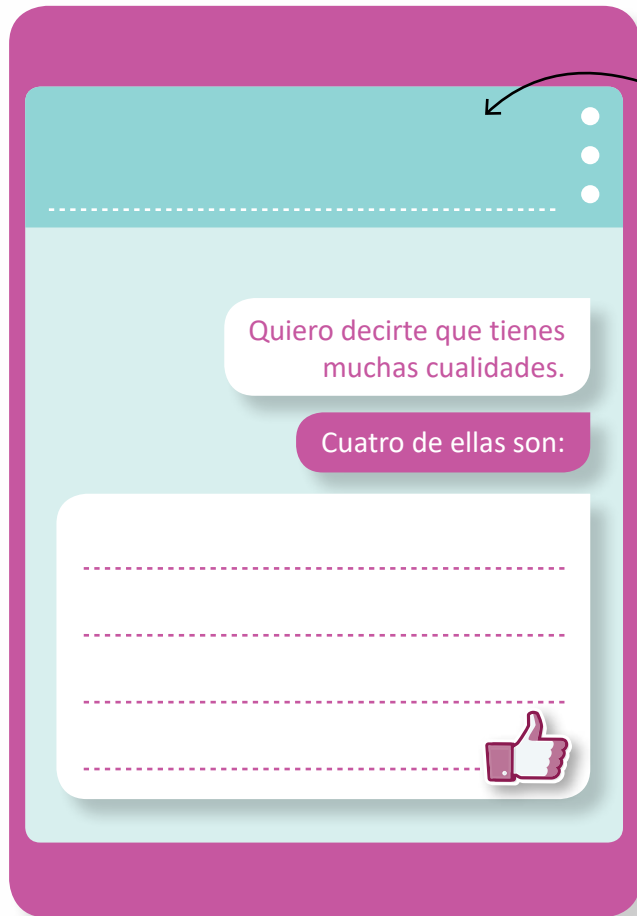 Quiero decirte que tienes
muchas cualidades.
Cuatro de ellas son: